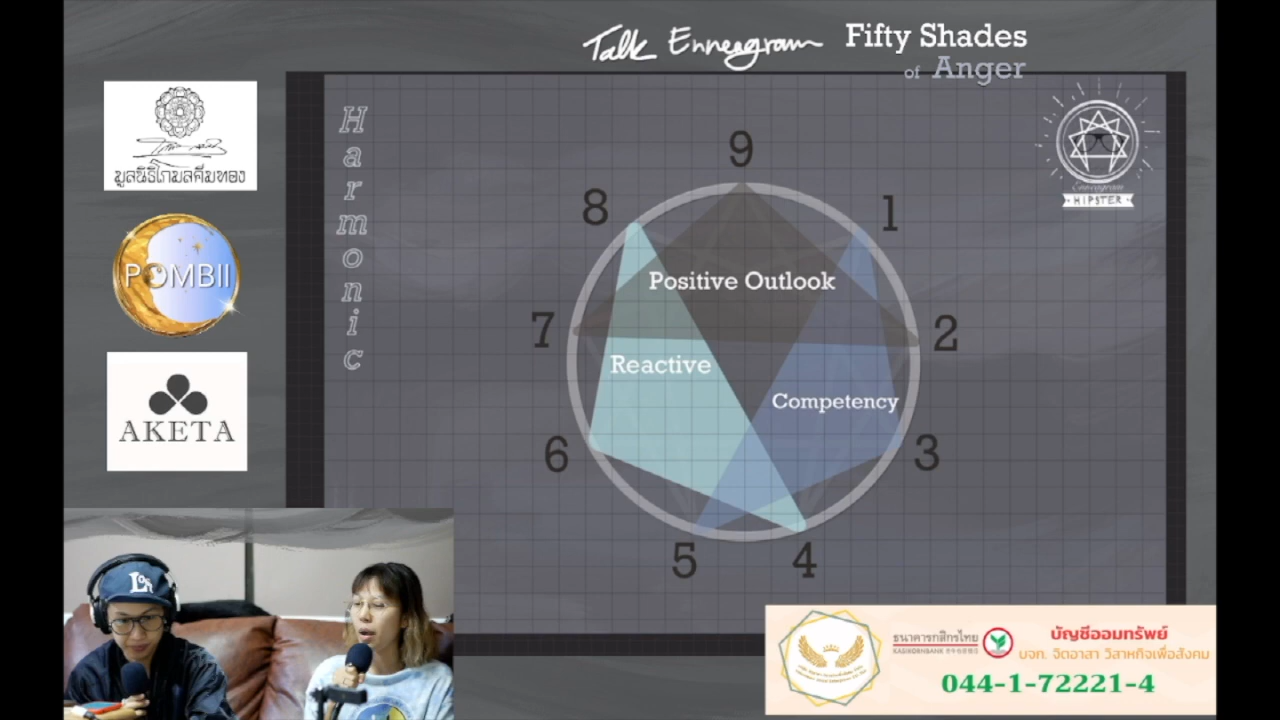 Talk Enneagram
Fifty Shades
of Anger
มูลนิธิโกมลคีมทอง
POMBII
AKETA
Harmonic
9
8
1
Positive Outlook
7
2
Reactive
Competency
6
3
5
4
Enneagram
HIPSTER
ธนาคารกสิกรไทย
KASIKORNBANK
บัญชีออมทรัพย์
บจก. จิตอาสา วิสาหกิจเพื่อสังคม
044-1-72221-4